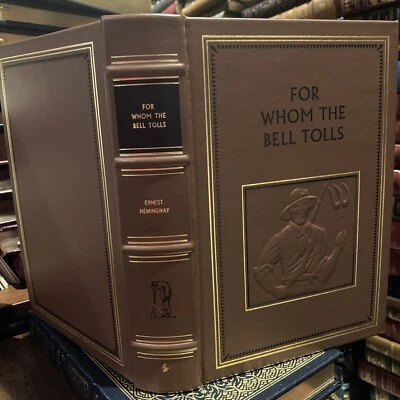 FOR
WHOM THE
BELL TOLLS
ERNEST
HEMINGWAY
FOR
WHOM THE
BELL TOLLS